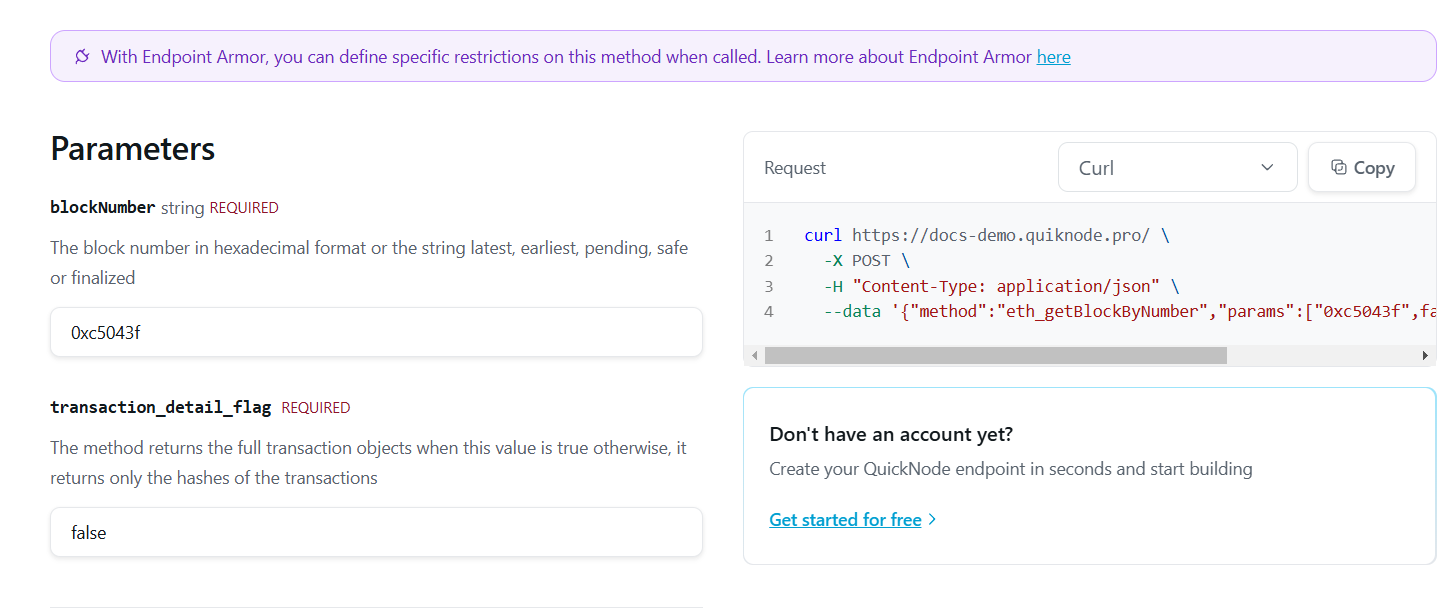 With Endpoint Armor, you can define specific restrictions on this method when called. Learn more about Endpoint Armor here
Parameters
blockNumber string REQUIRED
The block number in hexadecimal format or the string latest, earliest, pending, safe
or finalized
0xc5043f
transaction_detail_flag REQUIRED
The method returns the full transaction objects when this value is true otherwise, it
returns only the hashes of the transactions
false
Request
Curl
Copy
1 curl https://docs-demo.quiknode.pro/ \
2 -X POST \
3 -H "Content-Type: application/json" \
4 --data '{"method":"eth_getBlockByNumber","params":["0xc5043f",fa
Don't have an account yet?
Create your QuickNode endpoint in seconds and start building
Get started for free